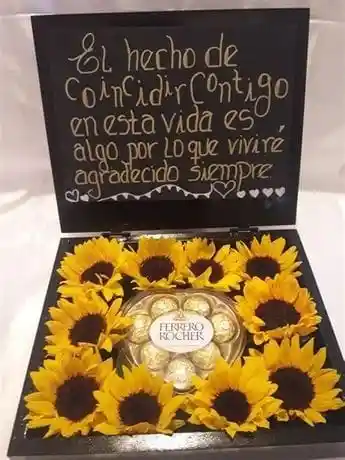 El hecho de
coincidir contigo
en esta vida es
algo por lo que viviré
agradecido siempre.
FERRERO
ROCHER